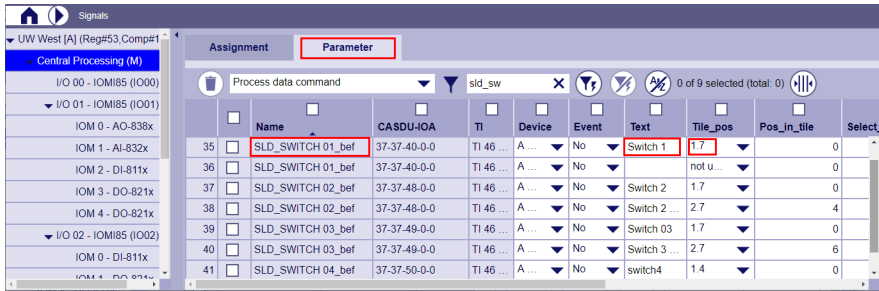 Signals
UW West [A] (Reg#53,Comp#1
Central Processing (M)
I/O 00 - IOMI85 (IO00)
I/O 01 - IOMI85 (IO01)
IOM 0 - AO-838x
IOM 1 - AI-832x
IOM 2 - DI-811x
IOM 3 - DO-821x
IOM 4 - DO-821x
I/O 02 - IOMI85 (IO02)
IOM 0 - DI-811x
IOM 1 - DO-821x
Assignment Parameter
Process data command sld_sw 0 of 9 selected (total: 0)
Name CASDU-IOA TI Device Event Text Tile_pos Pos_in_tile Select_
35 SLD_SWITCH 01_bef 37-37-40-0-0 TI 46 ... A ... No Switch 1 1.7 0
36 SLD_SWITCH 01_bef 37-37-40-0-0 TI 46 ... A ... No not u... 0
37 SLD_SWITCH 02_bef 37-37-48-0-0 TI 46 ... A ... No Switch 2 1.7 0
38 SLD_SWITCH 02_bef 37-37-48-0-0 TI 46 ... A ... No Switch 2 ... 2.7 4
39 SLD_SWITCH 03_bef 37-37-49-0-0 TI 46 ... A ... No Switch 03 1.7 0
40 SLD_SWITCH 03_bef 37-37-49-0-0 TI 46 ... A ... No Switch 3 ... 2.7 6
41 SLD_SWITCH 04_bef 37-37-50-0-0 TI 46 ... A ... No switch4 1.4 0